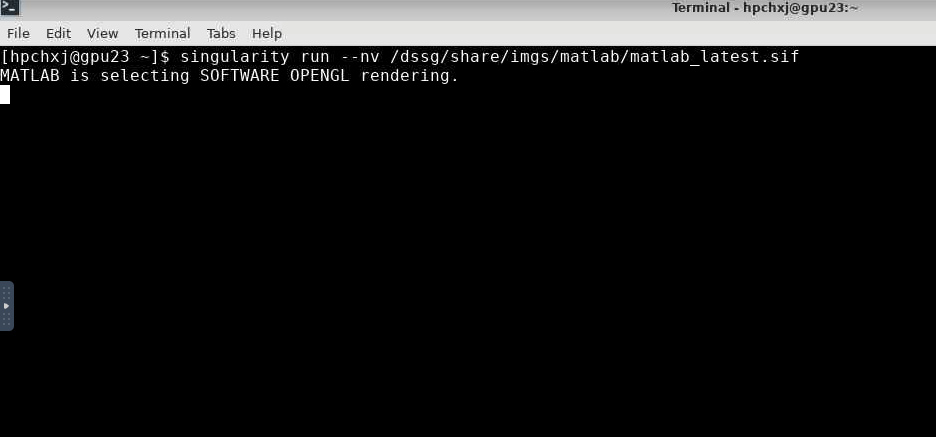 Terminal - hpchxj@gpu23:~
File Edit View Terminal Tabs Help
[hpchxj@gpu23 ~]$ singularity run --nv /dssg/share/imgs/matlab/matlab_latest.sif
MATLAB is selecting SOFTWARE OPENGL rendering.